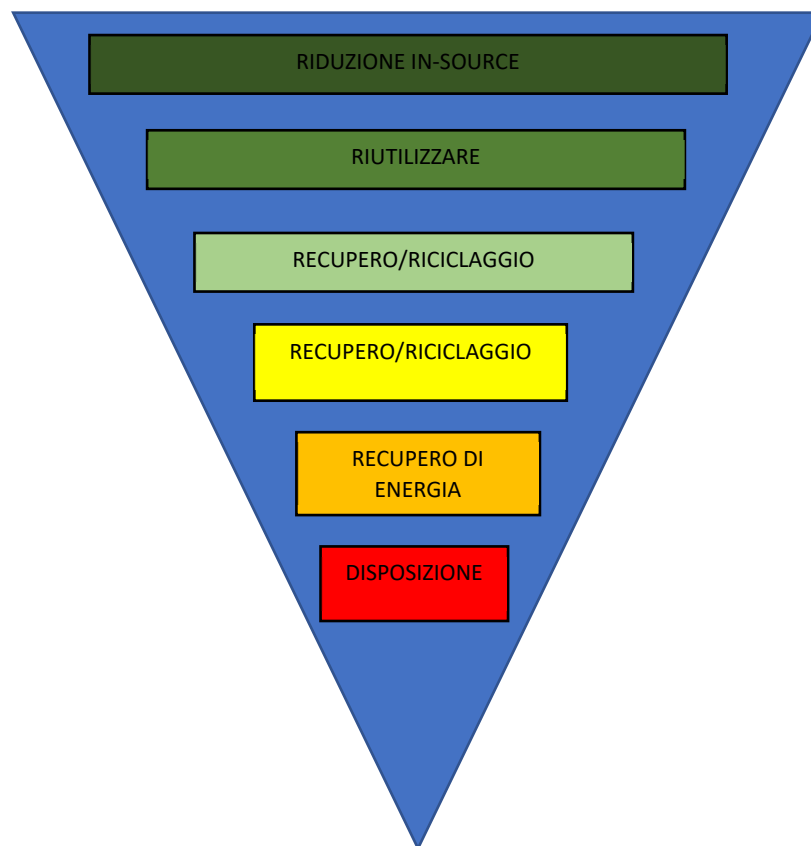 RIDUZIONE IN-SOURCE
RIUTILIZZARE
RECUPERO/RICICLAGGIO
RECUPERO/RICICLAGGIO
RECUPERO DI
ENERGIA
DISPOSIZIONE